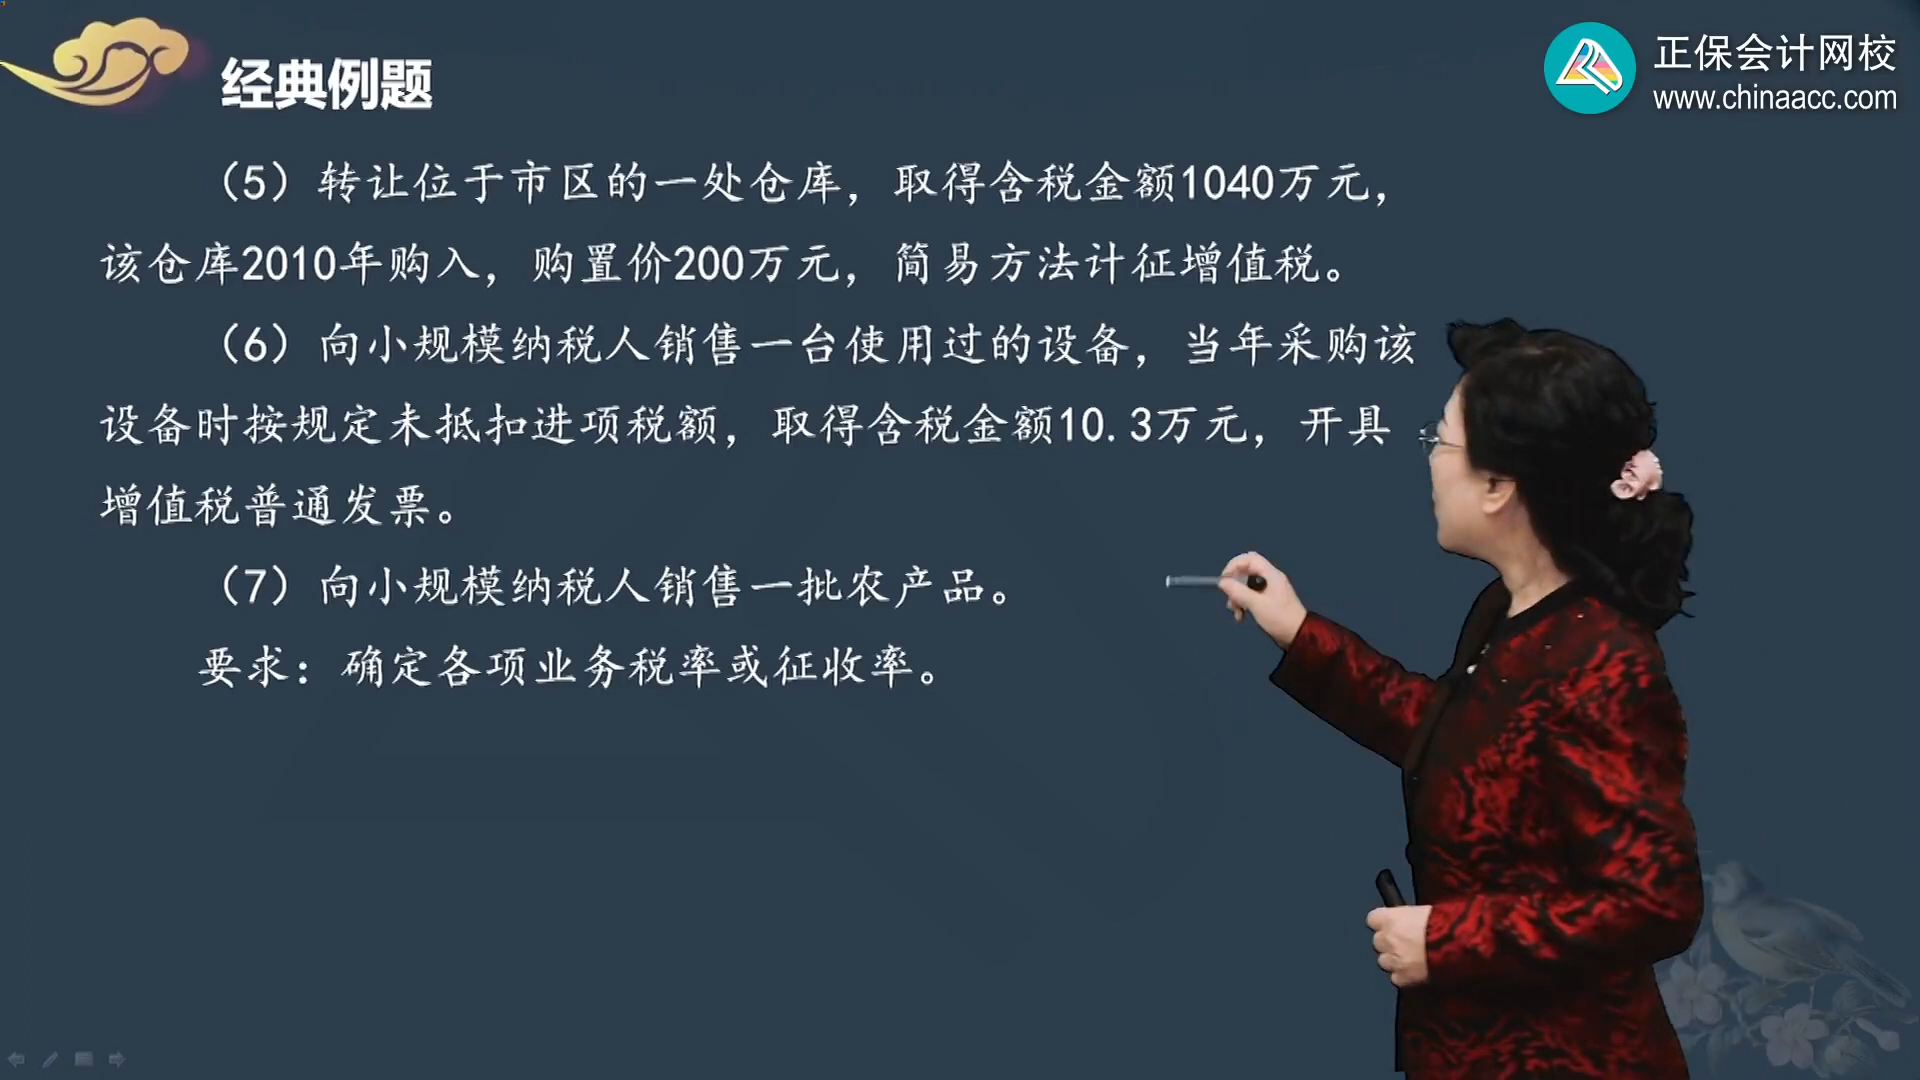 经典例题
正保会计网校
www.chinaacc.com
（5）转让位于市区的一处仓库，取得含税金额1040万元，
该仓库2010年购入，购置价200万元，简易方法计征增值税。
（6）向小规模纳税人销售一台使用过的设备，当年采购该
设备时按规定未抵扣进项税额，取得含税金额10.3万元，开具
增值税普通发票。
（7）向小规模纳税人销售一批农产品。
要求：确定各项业务税率或征收率。